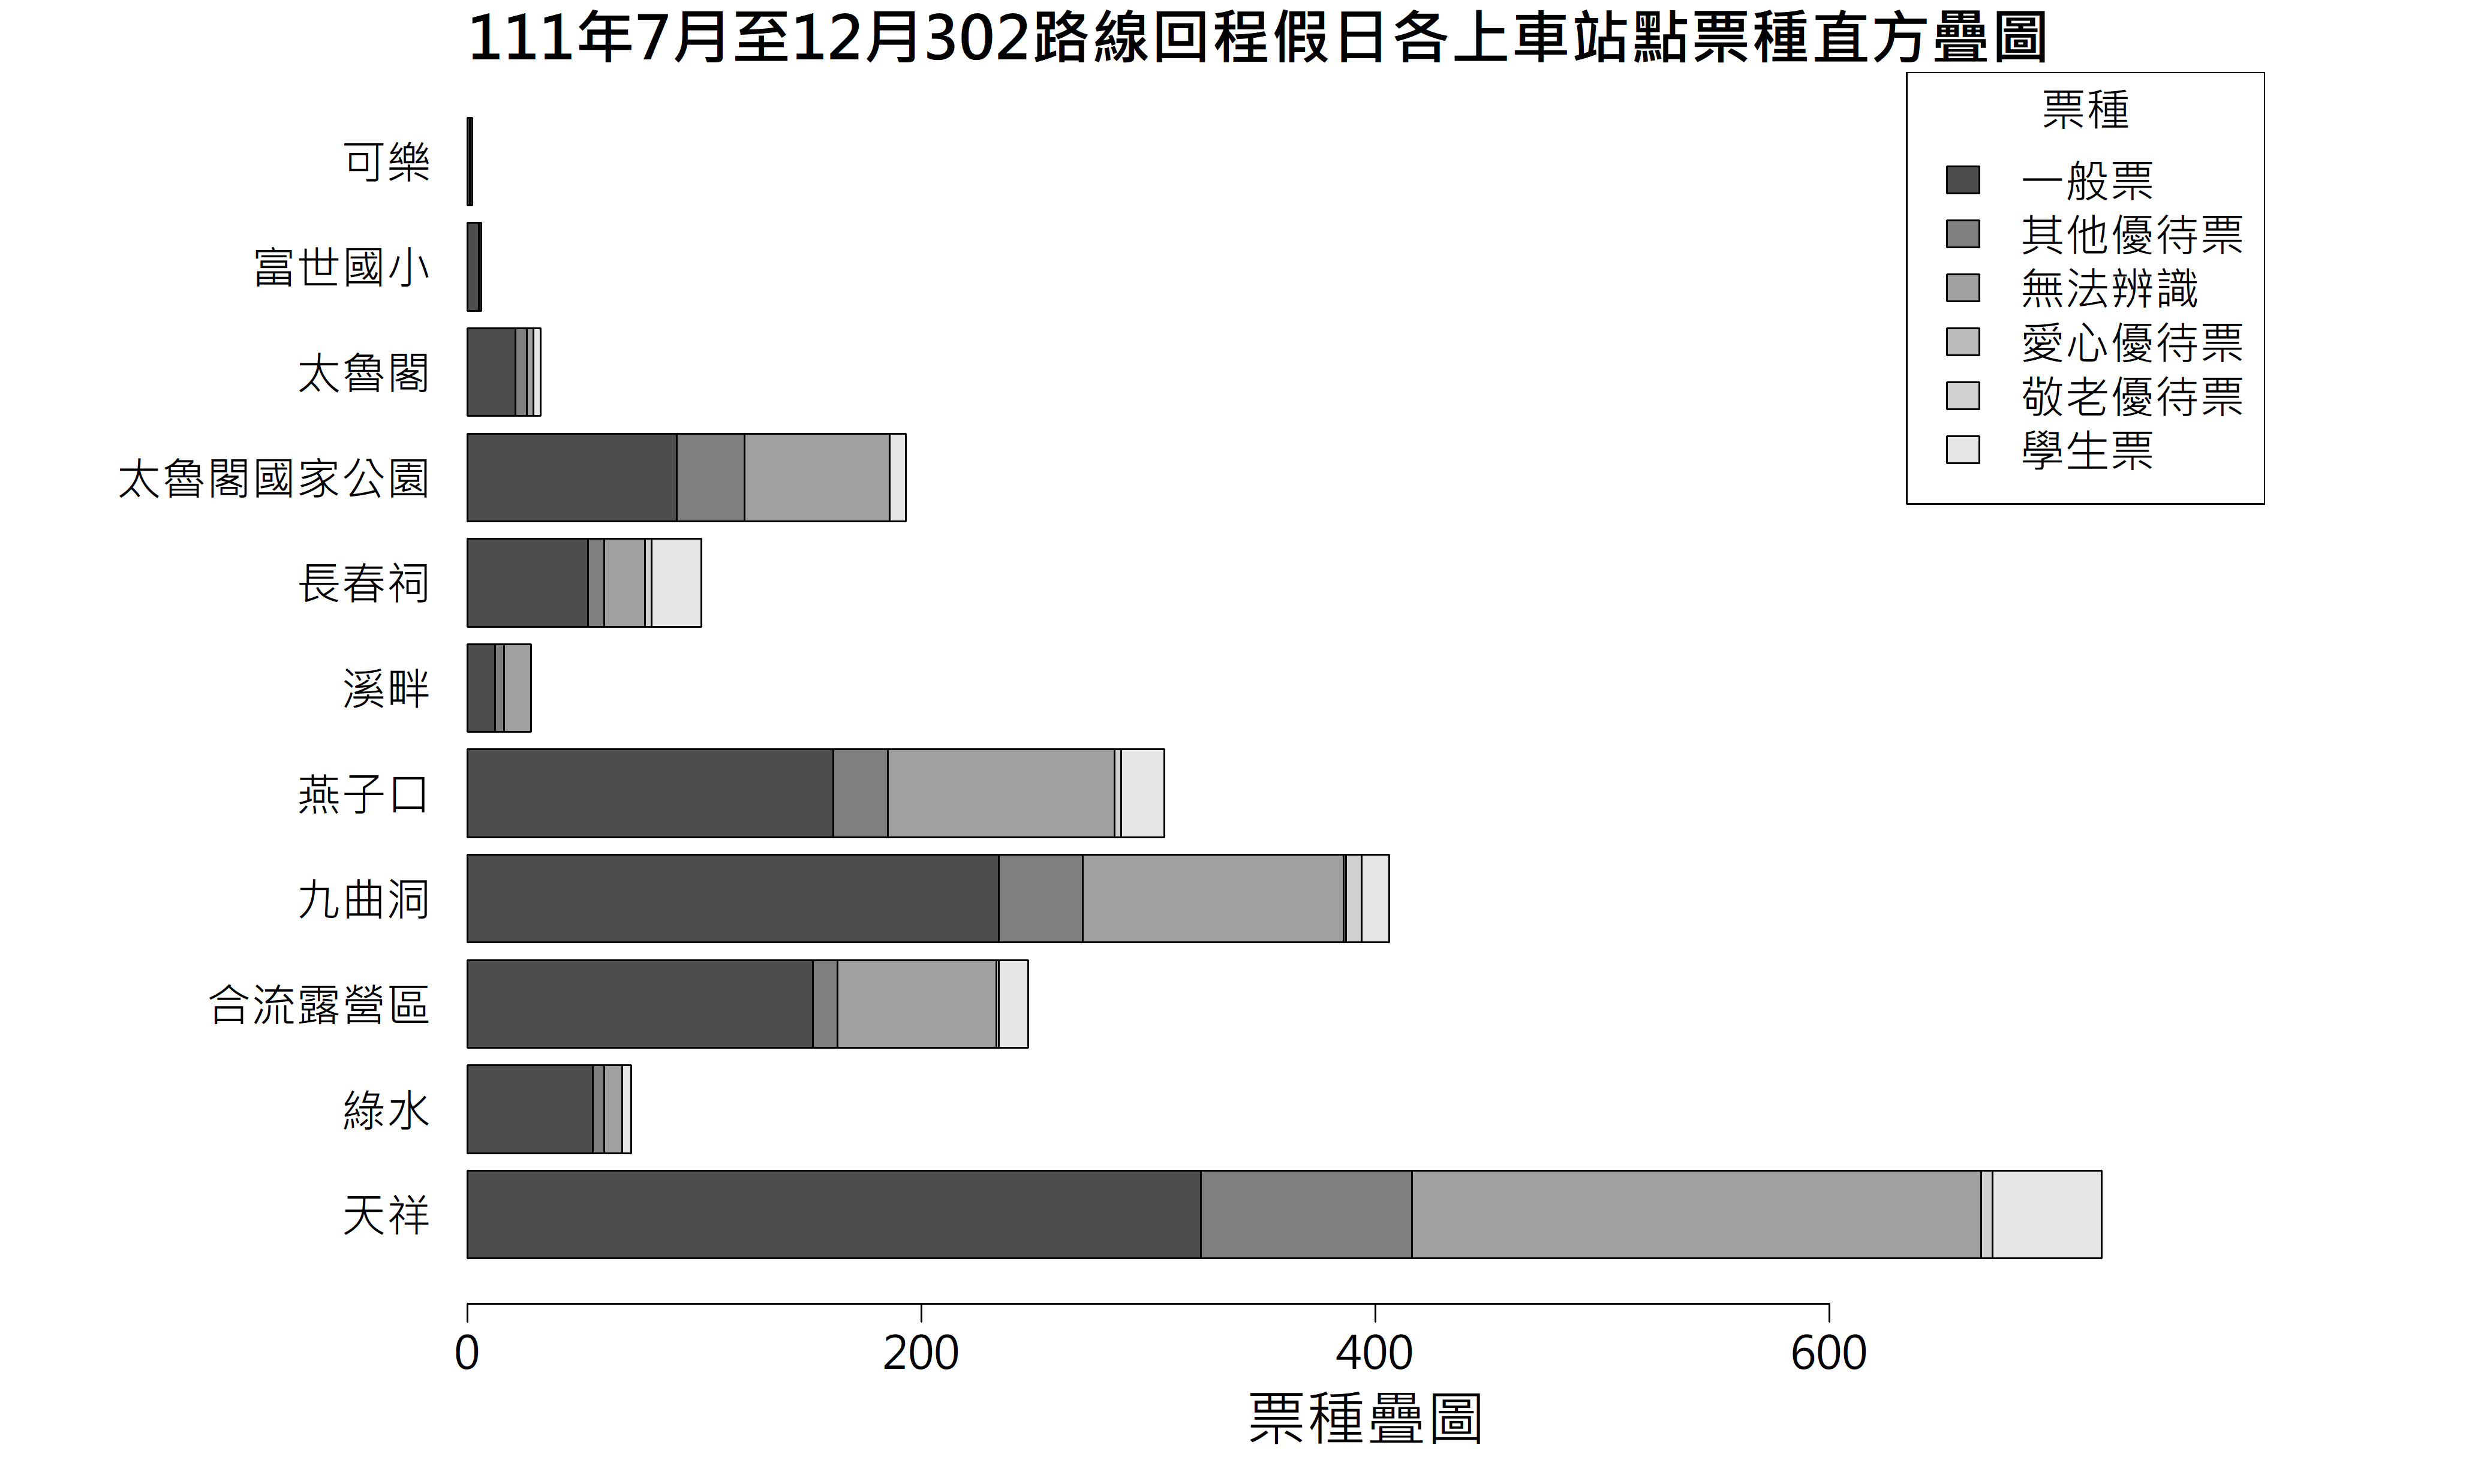 111年7月至12月302路線回程假日各上車站點票種直方疊圖
票種
一般票
其他優待票
無法辨識
愛心優待票
敬老優待票
學生票
可樂
富世國小
太魯閣
太魯閣國家公園
長春祠
溪畔
燕子口
九曲洞
合流露營區
綠水
天祥
0 200 400 600
票種疊圖